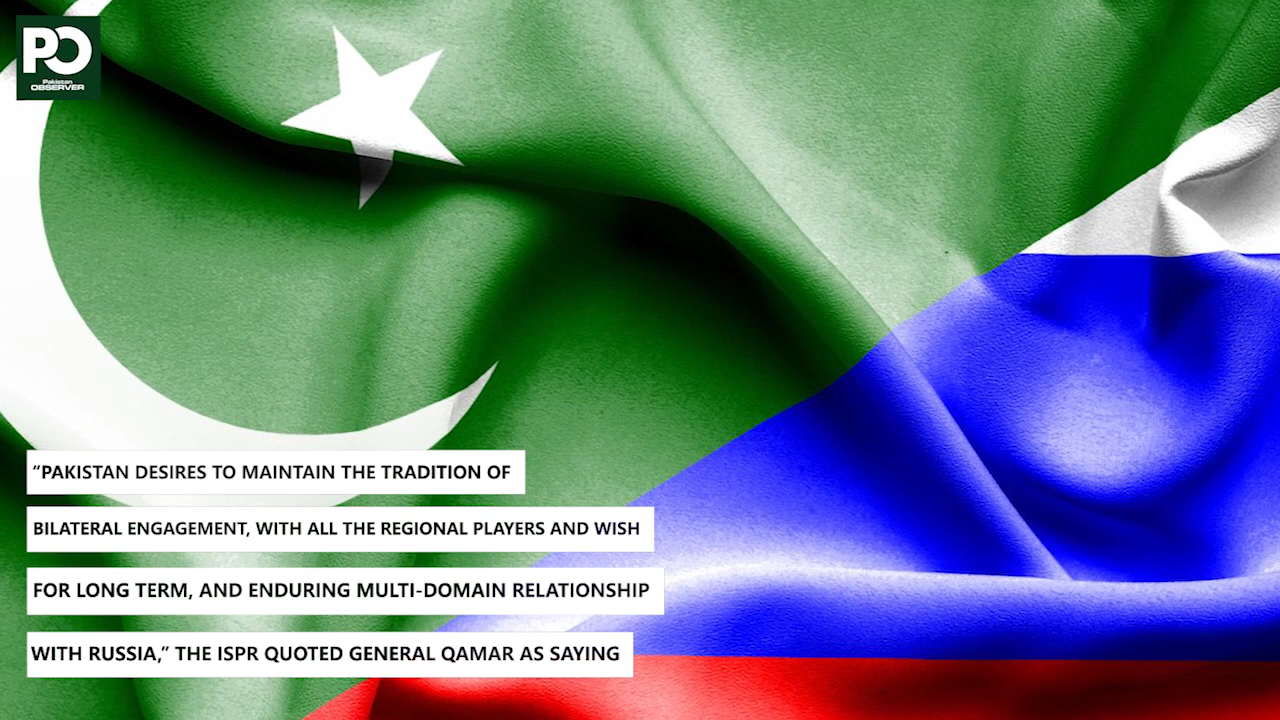 PO
Pakistan
OBSERVER
“PAKISTAN DESIRES TO MAINTAIN THE TRADITION OF
BILATERAL ENGAGEMENT, WITH ALL THE REGIONAL PLAYERS AND WISH
FOR LONG TERM, AND ENDURING MULTI-DOMAIN RELATIONSHIP
WITH RUSSIA,” THE ISPR QUOTED GENERAL QAMAR AS SAYING